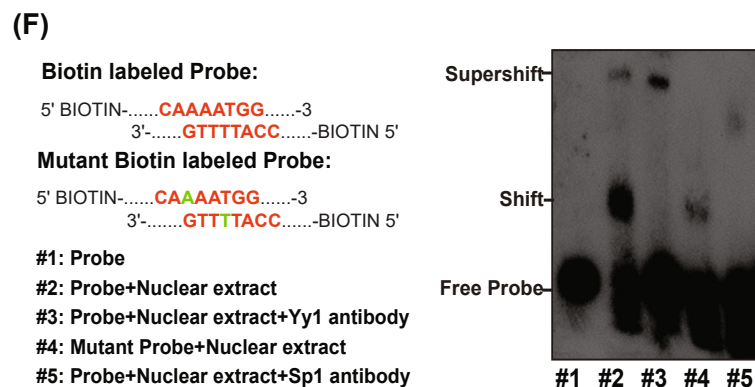 (F)
Biotin labeled Probe:
5' BIOTIN-......CAAAATGG......-3
3'-.......GTTTTACC......-BIOTIN 5'
Mutant Biotin labeled Probe:
5' BIOTIN-......CAAAATGG......-3
3'-.......GTTTTACC......-BIOTIN 5'
#1: Probe
#2: Probe+Nuclear extract
#3: Probe+Nuclear extract+Yy1 antibody
#4: Mutant Probe+Nuclear extract
#5: Probe+Nuclear extract+Sp1 antibody
Supershift
Shift
Free Probe
#1 #2 #3 #4 #5